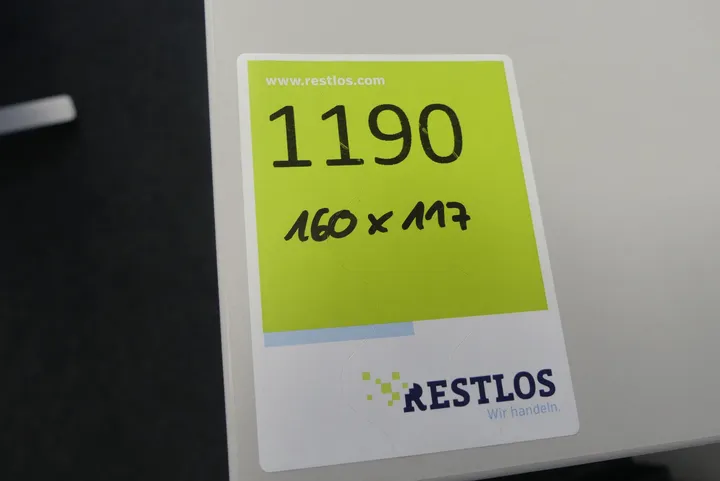 www.restlos.com
1190
160 x 117
RESTLOS
Wir handeln.